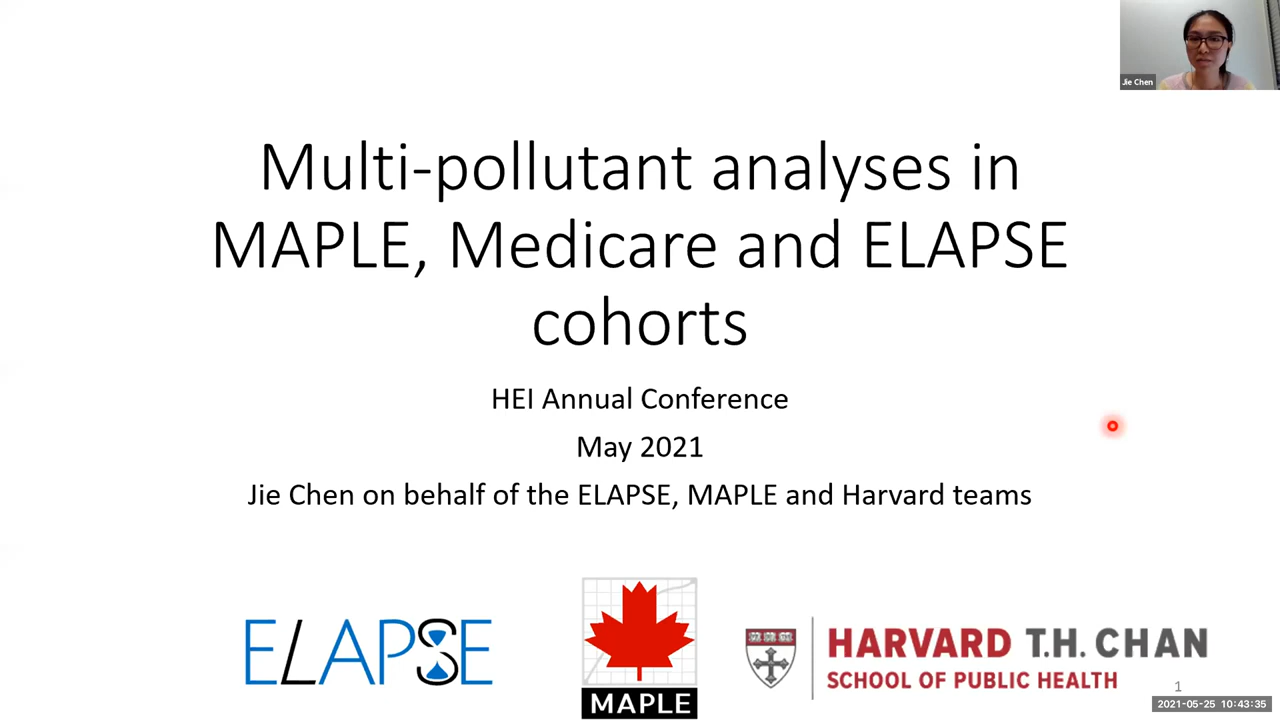 Jie Chen
Multi-pollutant analyses in
MAPLE, Medicare and ELAPSE
cohorts
HEI Annual Conference
May 2021
Jie Chen on behalf of the ELAPSE, MAPLE and Harvard teams
ELAPSE
MAPLE
HARVARD T.H. CHAN
SCHOOL OF PUBLIC HEALTH
1
2021-05-25 10:43:35